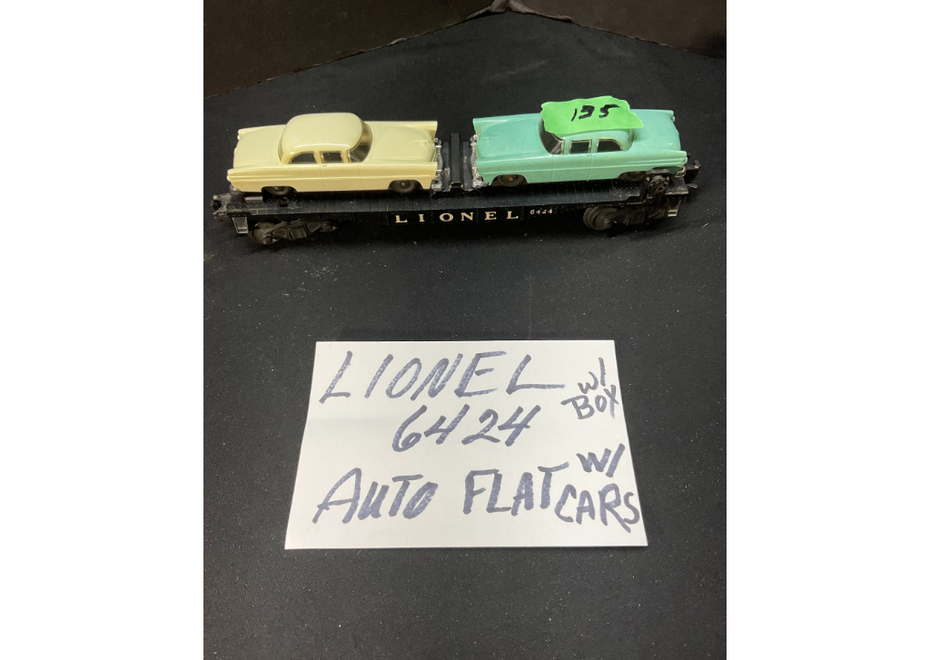 135
LIONEL 6424
LIONEL w/
BOX
6424
AUTO FLAT w/
CARS